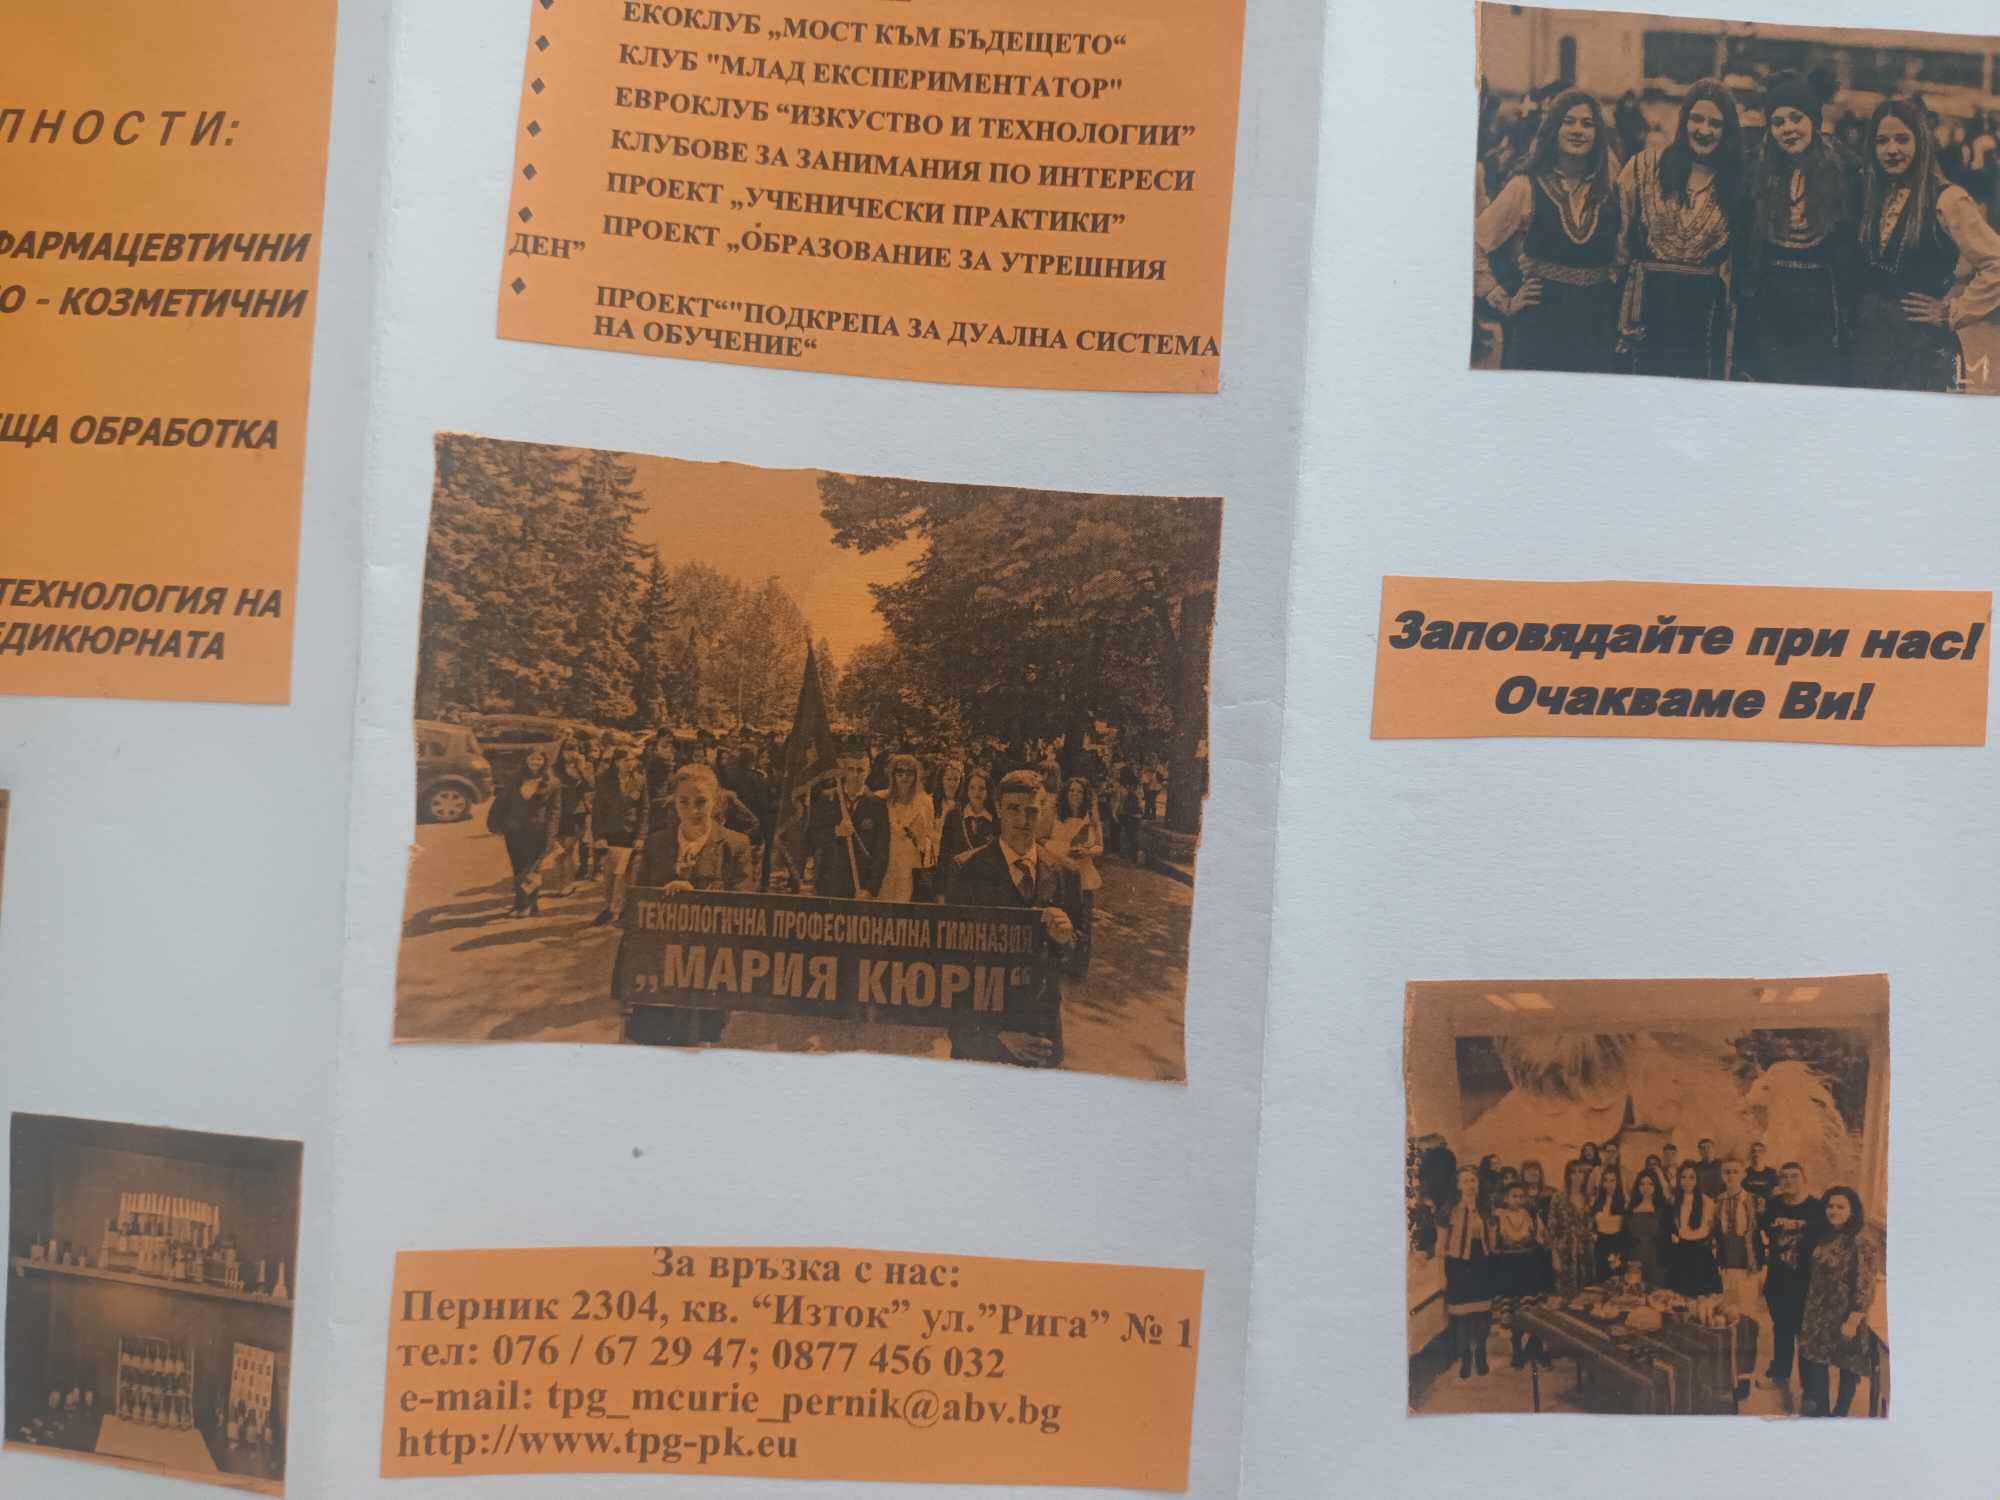 ПНОСТИ:
ФАРМАЦЕВТИЧНИ
О - КОЗМЕТИЧНИ
ЕЩА ОБРАБОТКА
ТЕХНОЛОГИЯ НА
ЕДИКЮРНАТА
ЕКОКЛУБ „МОСТ КЪМ БЪДЕЩЕТО“
КЛУБ "МЛАД ЕКСПЕРИМЕНТАТОР"
ЕВРОКЛУБ “ИЗКУСТВО И ТЕХНОЛОГИИ”
КЛУБОВЕ ЗА ЗАНИМАНИЯ ПО ИНТЕРЕСИ
ПРОЕКТ „УЧЕНИЧЕСКИ ПРАКТИКИ”
ПРОЕКТ „ОБРАЗОВАНИЕ ЗА УТРЕШНИЯ
ДЕН”
ПРОЕКТ“"ПОДКРЕПА ЗА ДУАЛНА СИСТЕМА
НА ОБУЧЕНИЕ“
ТЕХНОЛОГИЧНА ПРОФЕСИОНАЛНА ГИМНАЗИЯ
„МАРИЯ КЮРИ“
За връзка с нас:
Перник 2304, кв. “Изток” ул.”Рига” № 1
тел: 076 / 67 29 47; 0877 456 032
e-mail: tpg_mcurie_pernik@abv.bg
http://www.tpg-pk.eu
LM
Заповядайте при нас!
Очакваме Ви!